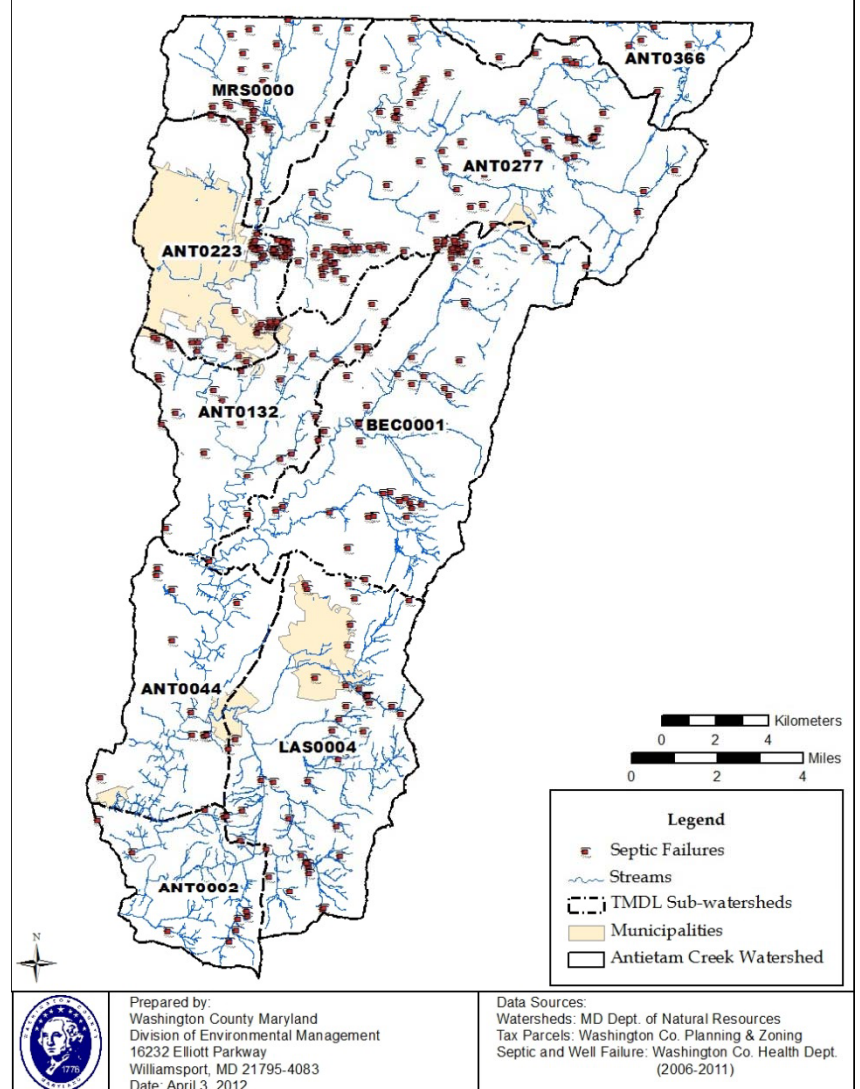 ANT0366
MRS0000
ANT0277
ANT0223
ANT0132
BEC0001
ANT0044
LAS0004
ANT0002
Kilometers
0 2 4
Miles
0 2 4
Legend
Septic Failures
Streams
TMDL Sub-watersheds
Municipalities
Antietam Creek Watershed
N
WASHINGTON COUNTY
1776
MARYLAND
Prepared by:
Washington County Maryland
Division of Environmental Management
16232 Elliott Parkway
Williamsport, MD 21795-4083
Date: April 3, 2012
Data Sources:
Watersheds: MD Dept. of Natural Resources
Tax Parcels: Washington Co. Planning & Zoning
Septic and Well Failure: Washington Co. Health Dept.
(2006-2011)